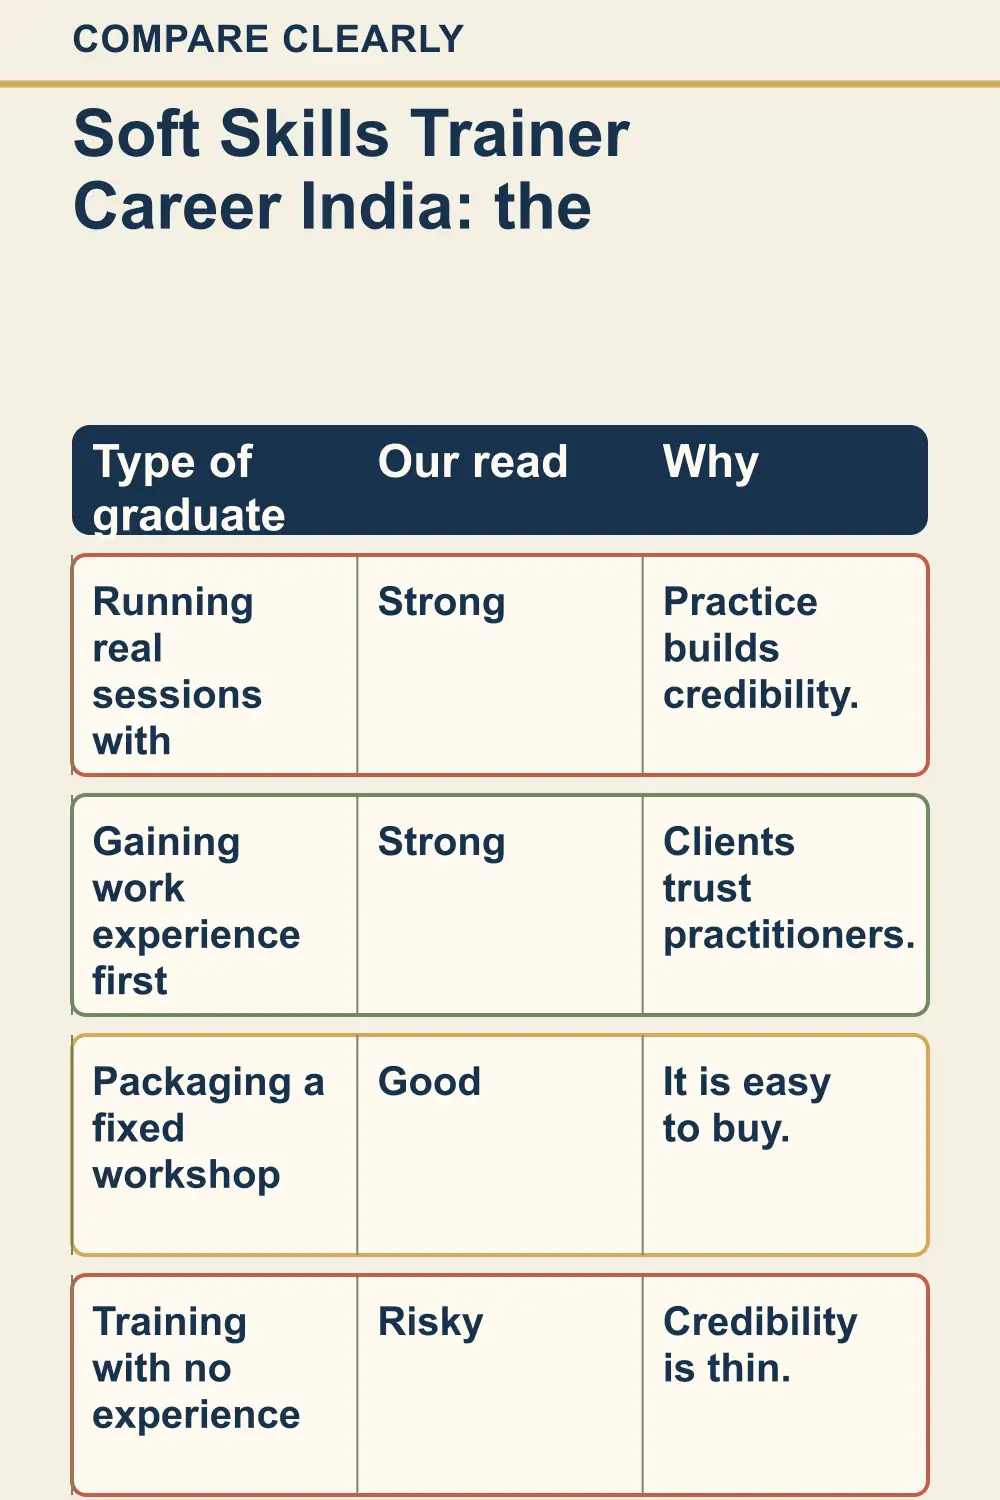 COMPARE CLEARLY
Soft Skills Trainer
Career India: the
Type of
graduate
Our read
Why
Running
real
sessions
with
Strong
Practice
builds
credibility.
Gaining
work
experience
first
Strong
Clients
trust
practitioners.
Packaging a
fixed
workshop
Good
It is easy
to buy.
Training
with no
experience
Risky
Credibility
is thin.